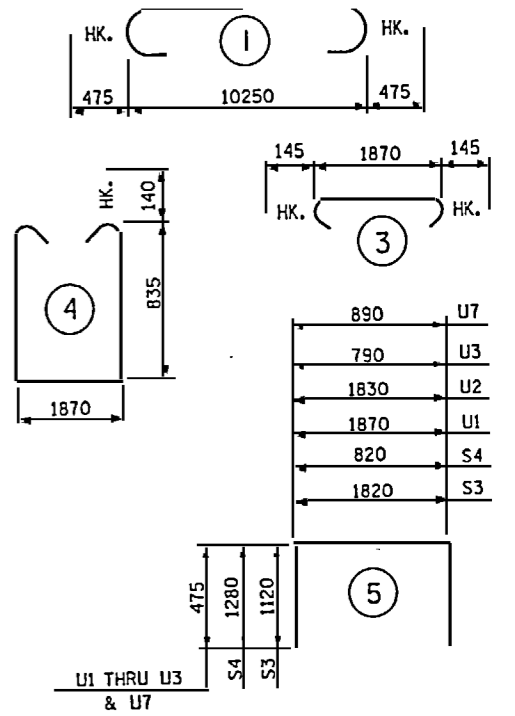 HK. 1 HK.
475 10250 475
145 1870 145
HK. 3 HK.
HK. 140
4 835
1870
890 U7
790 U3
1830 U2
1870 U1
820 S4
1820 S3
5
475 1280 1120
S4 S3
U1 THRU U3
& U7